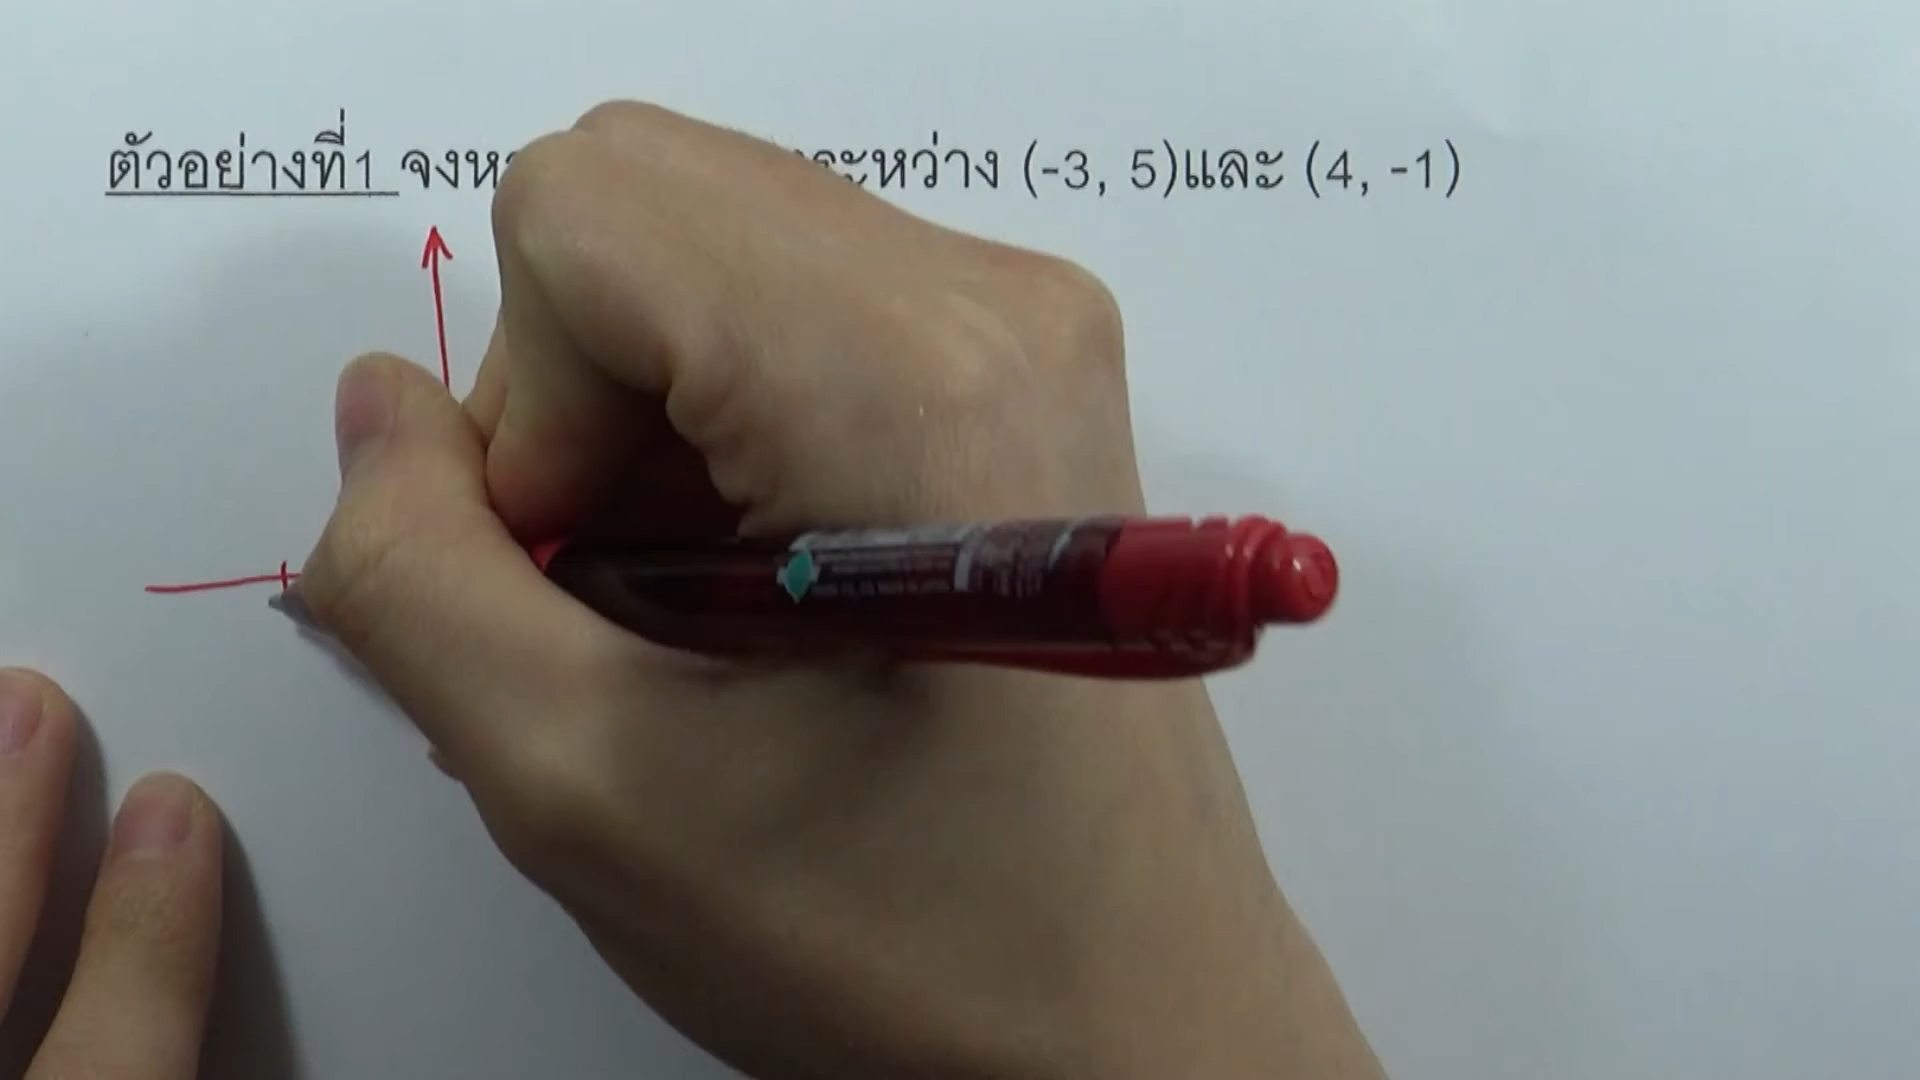 ตัวอย่างที่1 จงห ระหว่าง (-3, 5)และ (4, -1)